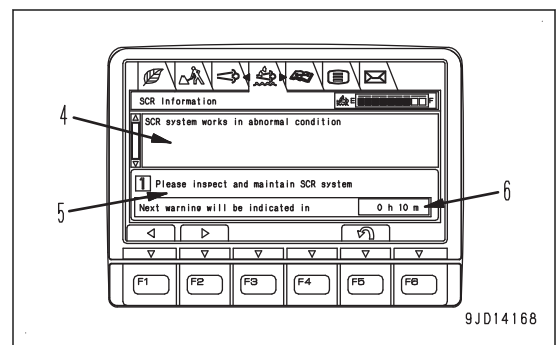 SCR Information
E F
4
SCR system works in abnormal condition
1 Please inspect and maintain SCR system
5
6
Next warning will be indicated in 0 h 10 m
F1 F2 F3 F4 F5 F6
9JD14168